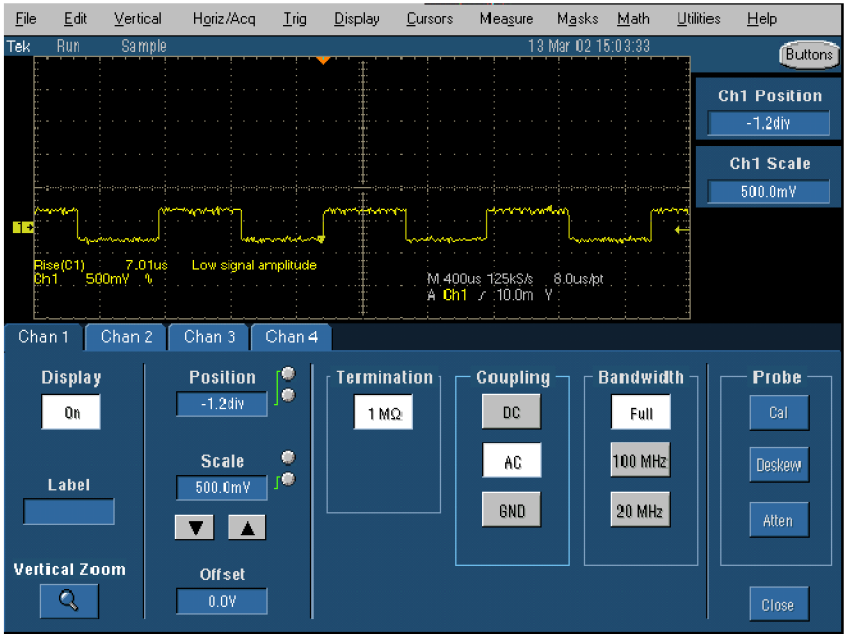 File Edit Vertical Horiz/Acq Trig Display Cursors Measure Masks Math Utilities Help
Tek Run Sample 13 Mar 02 15:03:33
Buttons
Ch1 Position
-1.2div
Ch1 Scale
500.0mV
1
Rise(C1) 7.01us Low signal amplitude
Ch1 500mV
M 400us 125kS/s 8.0us/pt
A Ch1 10.0m V
Chan 1 Chan 2 Chan 3 Chan 4
Display
On
Label
Vertical Zoom
Position
-1.2div
Scale
500.0mV
Offset
0.0V
Termination
1 MΩ
Coupling
DC
AC
GND
Bandwidth
Full
100 MHz
20 MHz
Probe
Cal
Deskew
Atten
Close